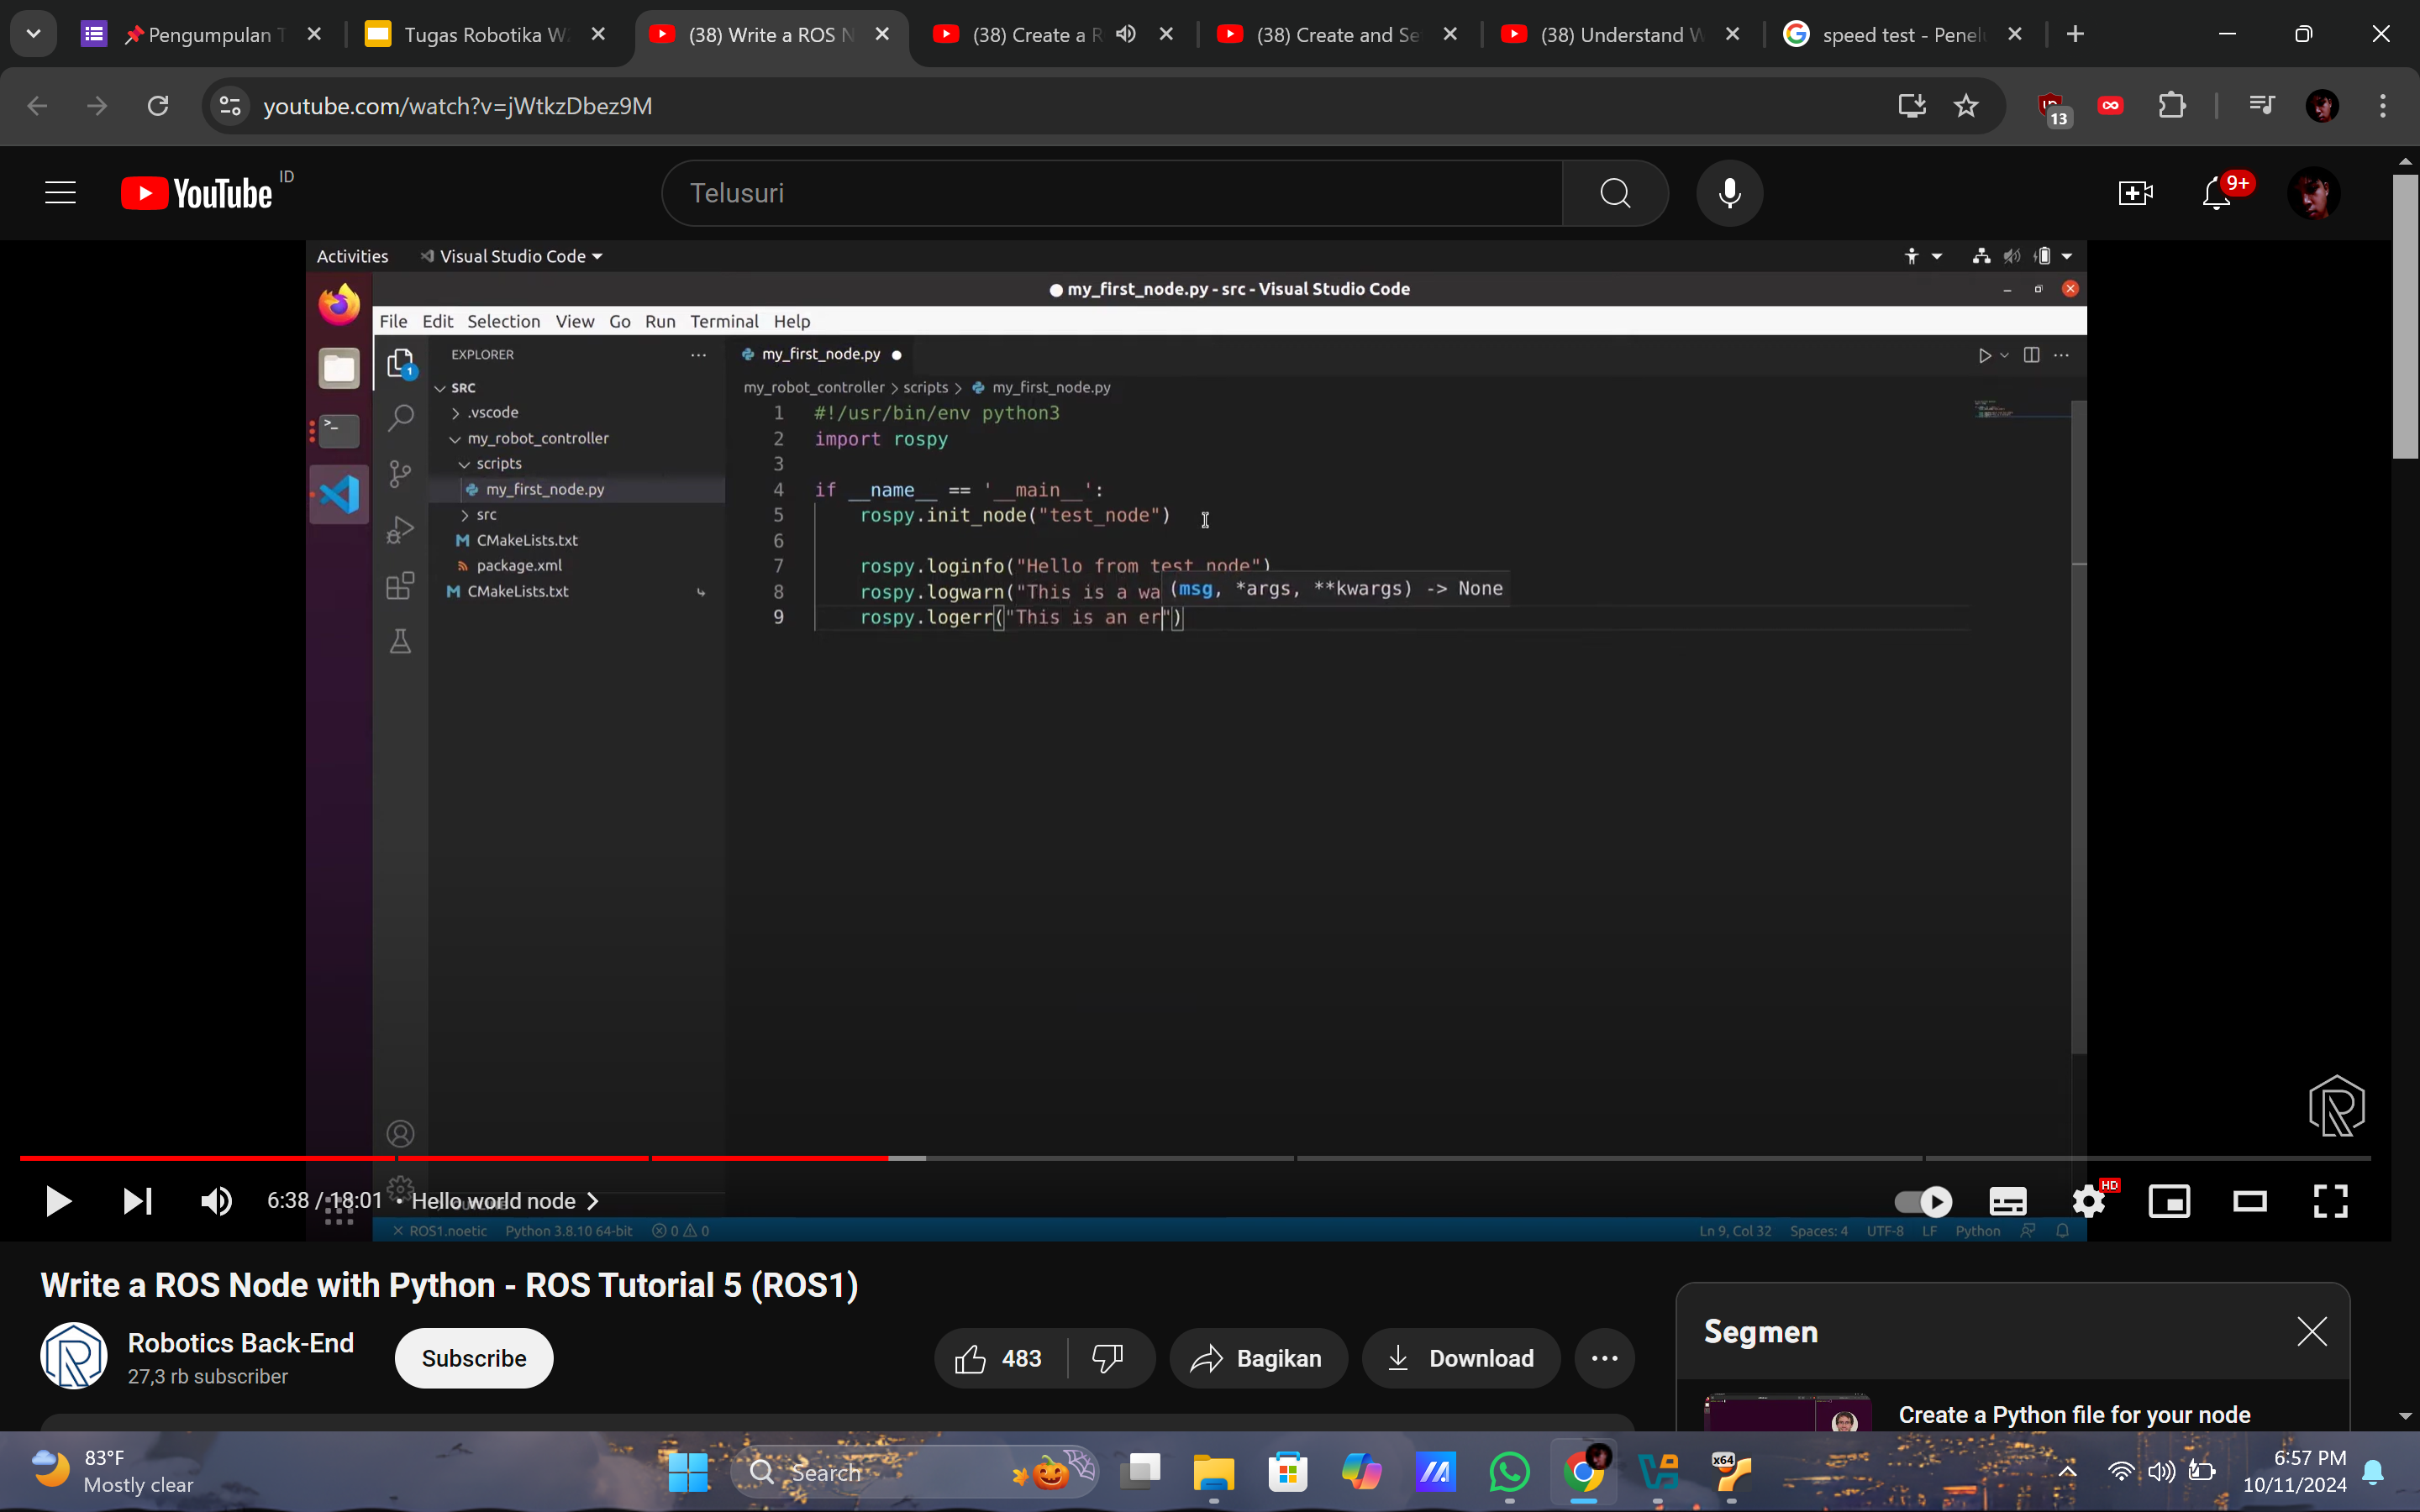 📌Pengumpulan T
Tugas Robotika W
(38) Write a ROS N
(38) Create a R
(38) Create and Se
(38) Understand W
speed test - Penel
youtube.com/watch?v=jWtkzDbez9M
13
YouTube ID
Telusuri
9+
Activities
Visual Studio Code
● my_first_node.py - src - Visual Studio Code
File Edit Selection View Go Run Terminal Help
EXPLORER
1
SRC
.vscode
my_robot_controller
scripts
my_first_node.py
src
CMakeLists.txt
package.xml
CMakeLists.txt
my_first_node.py
my_robot_controller > scripts > my_first_node.py
1 #!/usr/bin/env python3
2 import rospy
3
4 if __name__ == '__main__':
5 rospy.init_node("test_node")
6
7 rospy.loginfo("Hello from test node")
8 rospy.logwarn("This is a wa
(msg, *args, **kwargs) -> None
9 rospy.logerr("This is an er")
6:38 / 18:01 • Hello world node
HD
ROS1.noetic Python 3.8.10 64-bit 0 0
Ln 9, Col 32 Spaces: 4 UTF-8 LF Python
Write a ROS Node with Python - ROS Tutorial 5 (ROS1)
Robotics Back-End
27,3 rb subscriber
Subscribe
483
Bagikan
Download
Segmen
Create a Python file for your node
83°F
Mostly clear
Search
x64
6:57 PM
10/11/2024